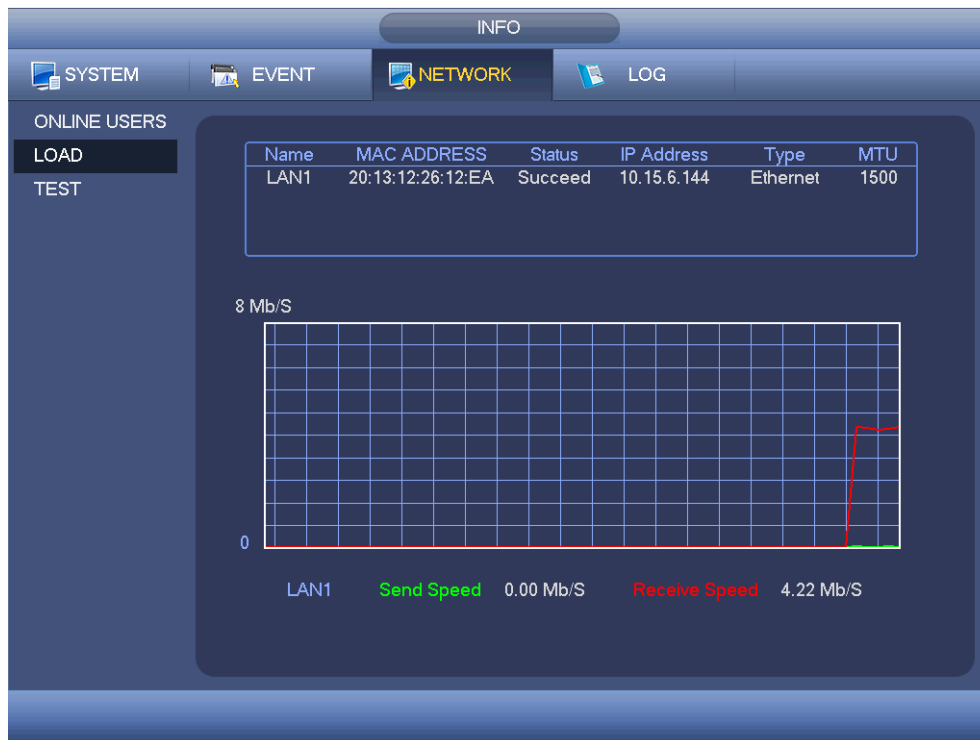 INFO
SYSTEM EVENT NETWORK LOG
ONLINE USERS
LOAD
TEST
Name MAC ADDRESS Status IP Address Type MTU
LAN1 20:13:12:26:12:EA Succeed 10.15.6.144 Ethernet 1500
8 Mb/S
0
LAN1 Send Speed 0.00 Mb/S Receive Speed 4.22 Mb/S